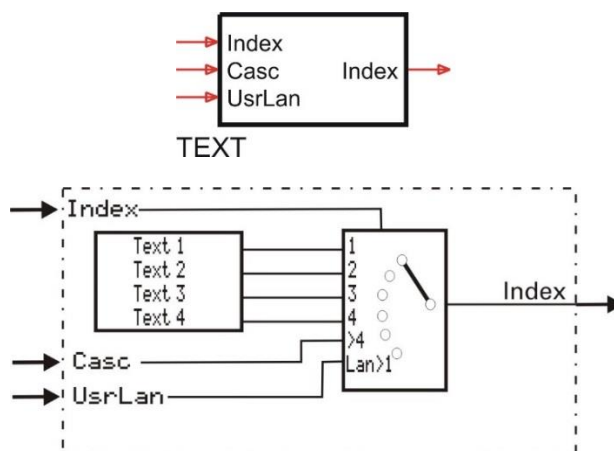 Index
Casc Index
UsrLan
TEXT
Index
Text 1 1
Text 2 2
Text 3 3
Text 4 4
Index
>4
Casc
Lan>1
UsrLan